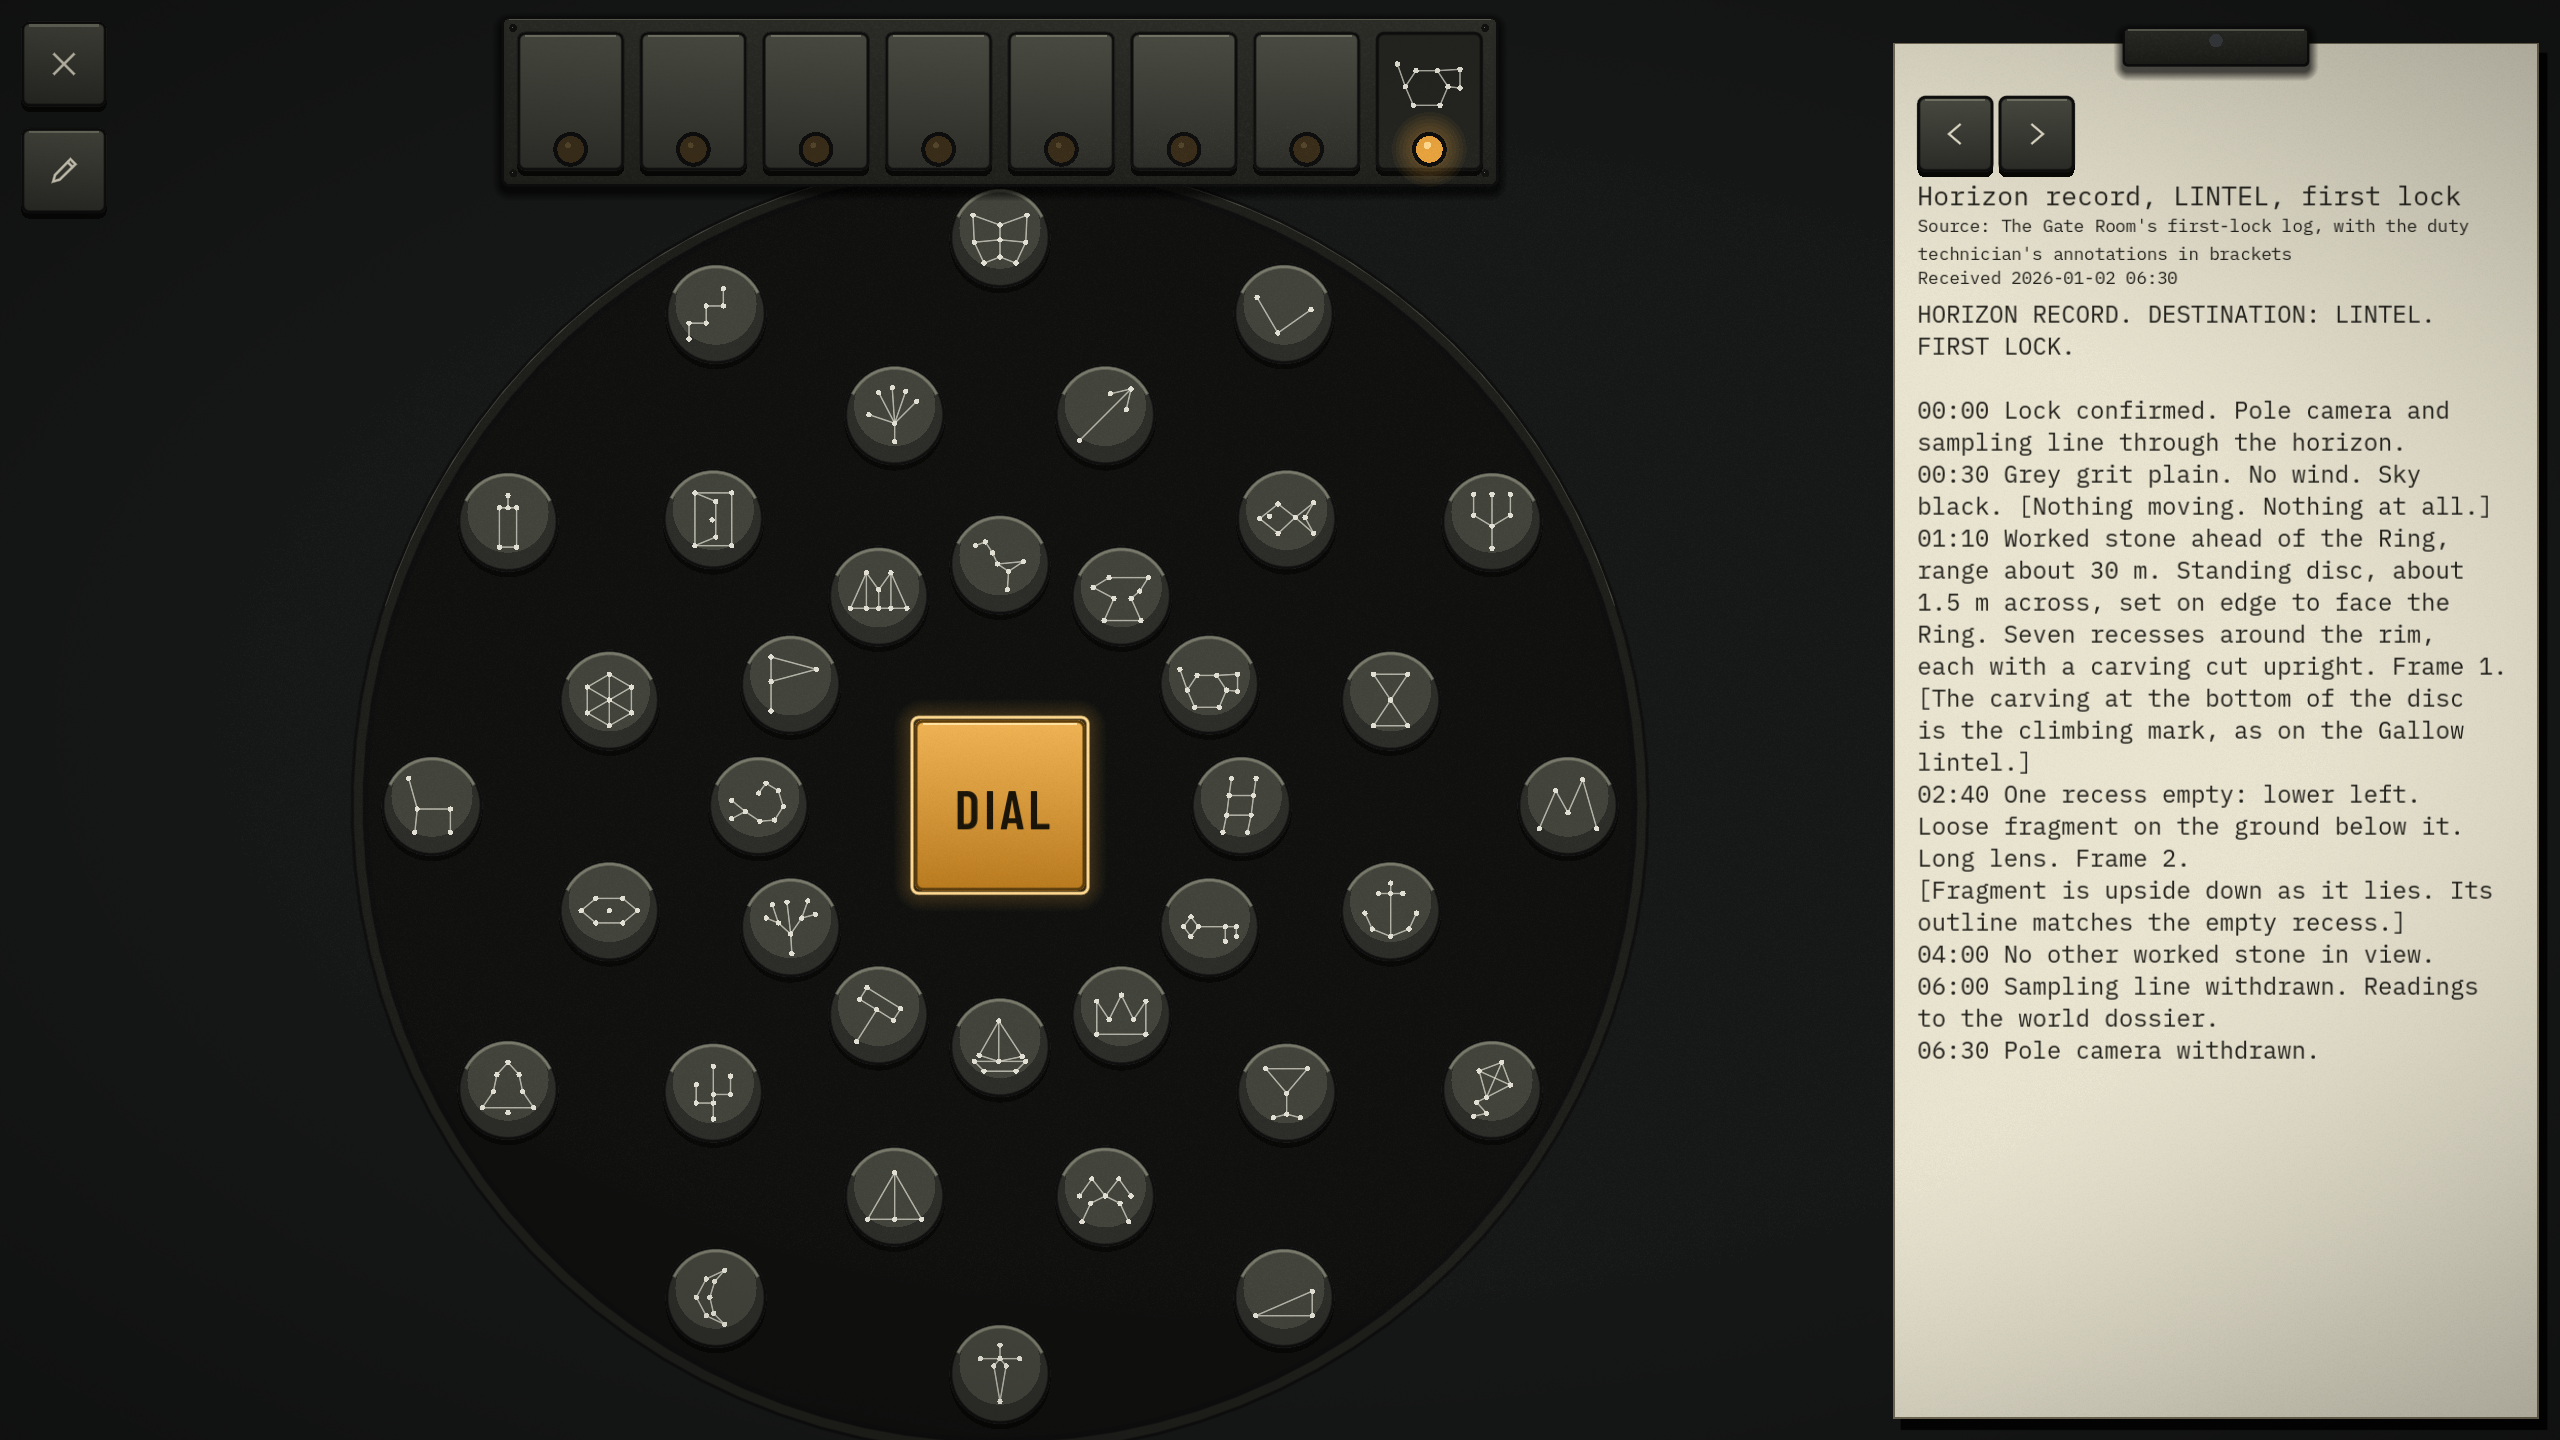 Horizon record, LINTEL, first lock
Source: The Gate Room's first-lock log, with the duty
technician's annotations in brackets
Received 2026-01-02 06:30
HORIZON RECORD. DESTINATION: LINTEL.
FIRST LOCK.
00:00 Lock confirmed. Pole camera and
sampling line through the horizon.
00:30 Grey grit plain. No wind. Sky
black. [Nothing moving. Nothing at all.]
01:10 Worked stone ahead of the Ring,
range about 30 m. Standing disc, about
1.5 m across, set on edge to face the
Ring. Seven recesses around the rim,
each with a carving cut upright. Frame 1.
[The carving at the bottom of the disc
is the climbing mark, as on the Gallow
lintel.]
02:40 One recess empty: lower left.
Loose fragment on the ground below it.
Long lens. Frame 2.
[Fragment is upside down as it lies. Its
outline matches the empty recess.]
04:00 No other worked stone in view.
06:00 Sampling line withdrawn. Readings
to the world dossier.
06:30 Pole camera withdrawn.
DIAL